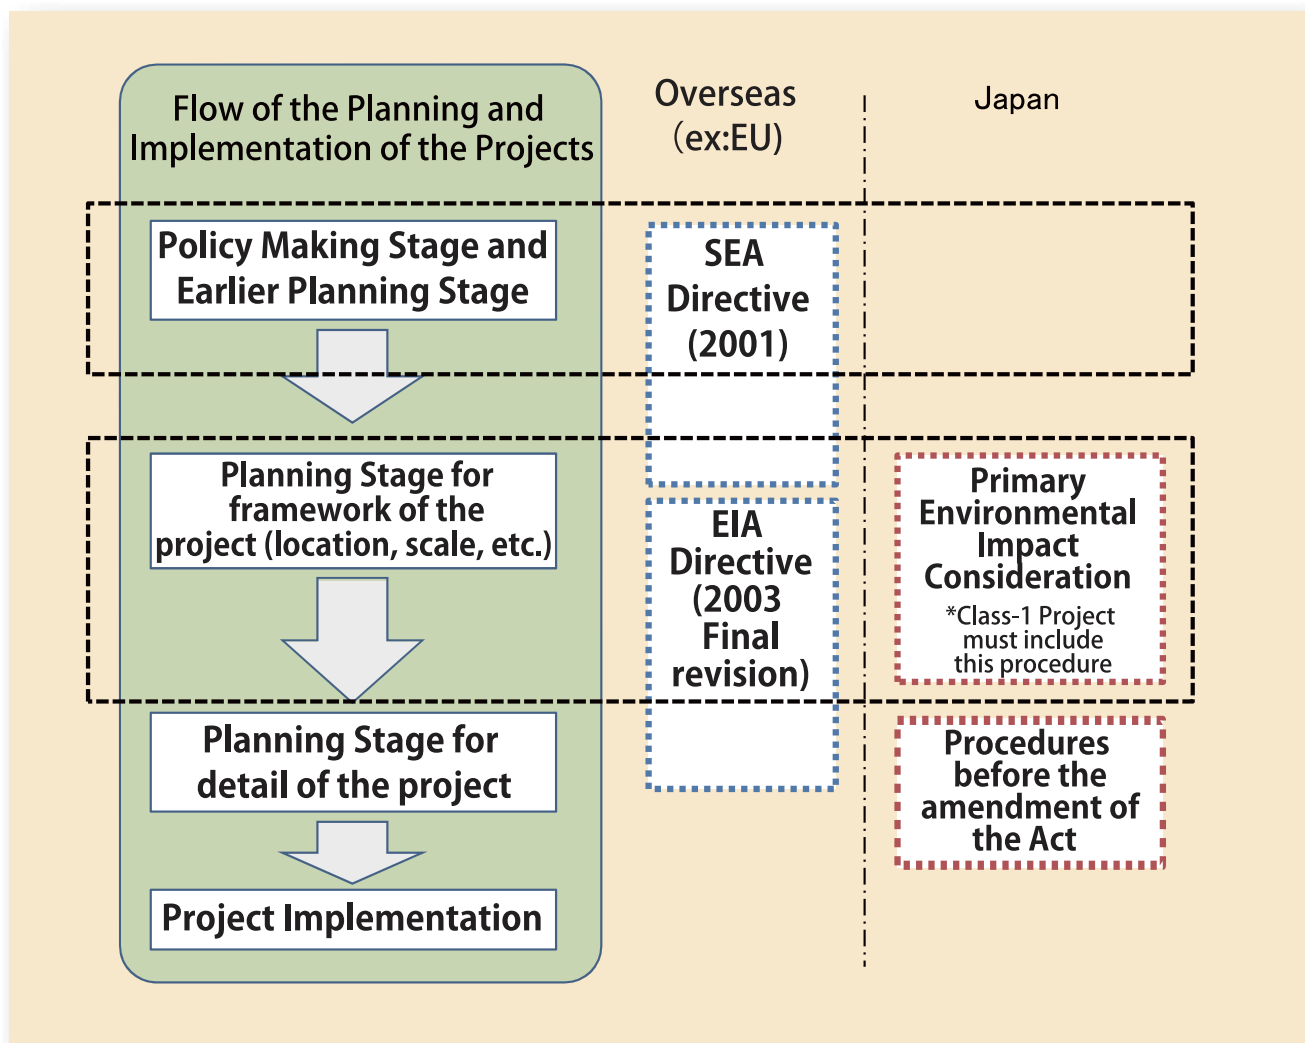 Flow of the Planning and
Implementation of the Projects
Overseas
(ex:EU)
Japan
Policy Making Stage and
Earlier Planning Stage
SEA
Directive
(2001)
Planning Stage for
framework of the
project (location, scale, etc.)
EIA
Directive
(2003
Final
revision)
Primary
Environmental
Impact
Consideration
*Class-1 Project
must include
this procedure
Planning Stage for
detail of the project
Procedures
before the
amendment of
the Act
Project Implementation